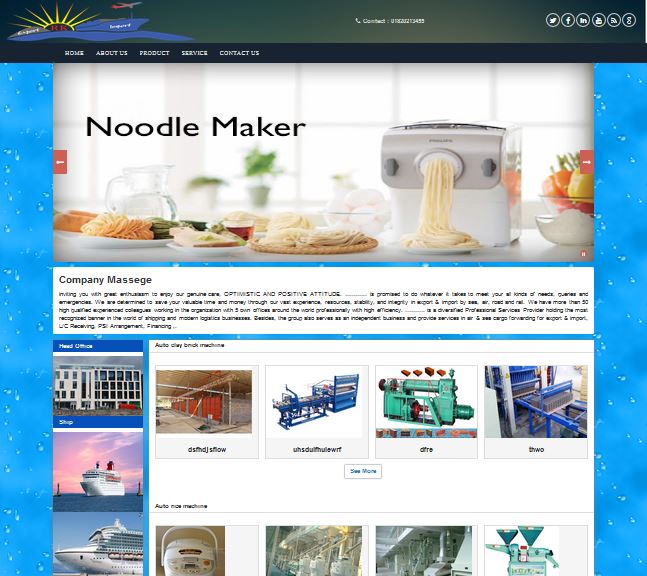 Export RK Import
Contact : 01820213455
HOME ABOUT US PRODUCT SERVICE CONTACT US
Noodle Maker
PHILIPS
Company Massege
Inviting you with great enthusiasm to enjoy our genuine care, OPTIMISTIC AND POSITIVE ATTITUDE. ............. is promised to do whatever it takes to meet your all kinds of needs, queries and
emergencies. We are determined to save your valuable time and money through our vast experience, resources, stability, and integrity in export & import by sea, air, road and rail. We have more than 50
high qualified experienced colleagues working in the organization with 5 own offices around the world professionally with high efficiency. ............. is a diversified Professional Services Provider holding the most
recognized banner in the world of shipping and modern logistics businesses. Besides, the group also serves as an independent business and provide services in air & sea cargo forwarding for export & import,
L/C Receiving, PSI Arrangement, Financing ...
Head Office
Auto clay brick machine
dsfhdjsflow
uhsduifhuiewrf
dfre
thwo
Ship
See More
Auto rice machine